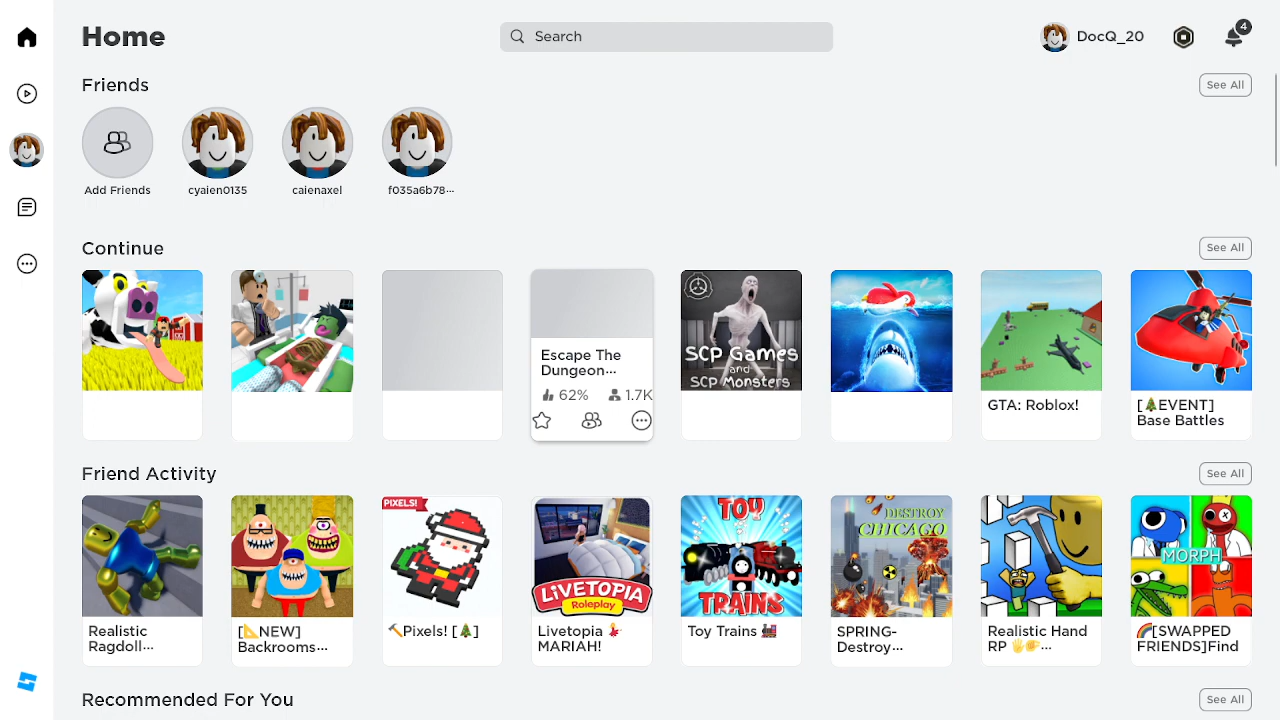 Home
Search
DocQ_20
4
Friends
See All
Add Friends
cyaien0135
caienaxel
f035a6b78···
Continue
See All
Escape The
Dungeon···
62%
1.7K
SCP Games
and
SCP Monsters
GTA: Roblox!
[🎄EVENT]
Base Battles
Friend Activity
See All
Realistic
Ragdoll···
[📐NEW]
Backrooms···
PIXELS!
🔨Pixels! [🎄]
LIVETOPIA
Roleplay
Livetopia 💃
MARIAH!
TOY
TRAINS
Toy Trains 🚂
DESTROY
CHICAGO
SPRING-
Destroy···
Realistic Hand
RP 🖐️👊···
MORPH
🌈[SWAPPED
FRIENDS]Find
Recommended For You
See All